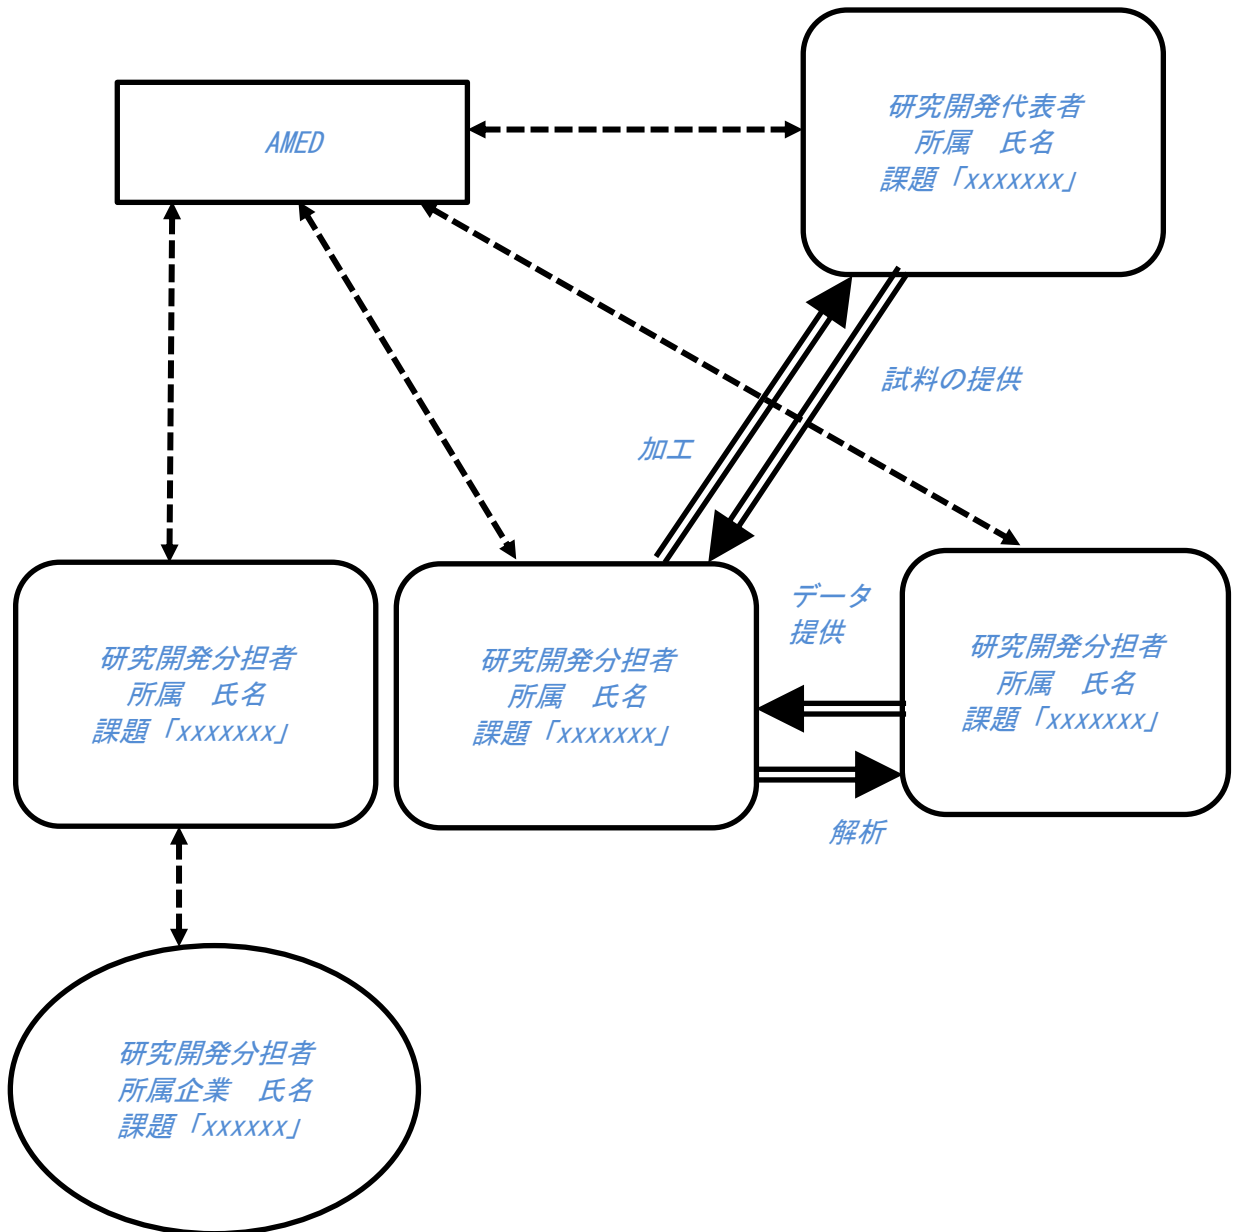 AMED
研究開発代表者
所属　氏名
課題「xxxxxxx」
試料の提供
加工
データ
提供
研究開発分担者
所属　氏名
課題「xxxxxxx」
研究開発分担者
所属　氏名
課題「xxxxxxx」
研究開発分担者
所属　氏名
課題「xxxxxxx」
解析
研究開発分担者
所属企業　氏名
課題「xxxxxx」